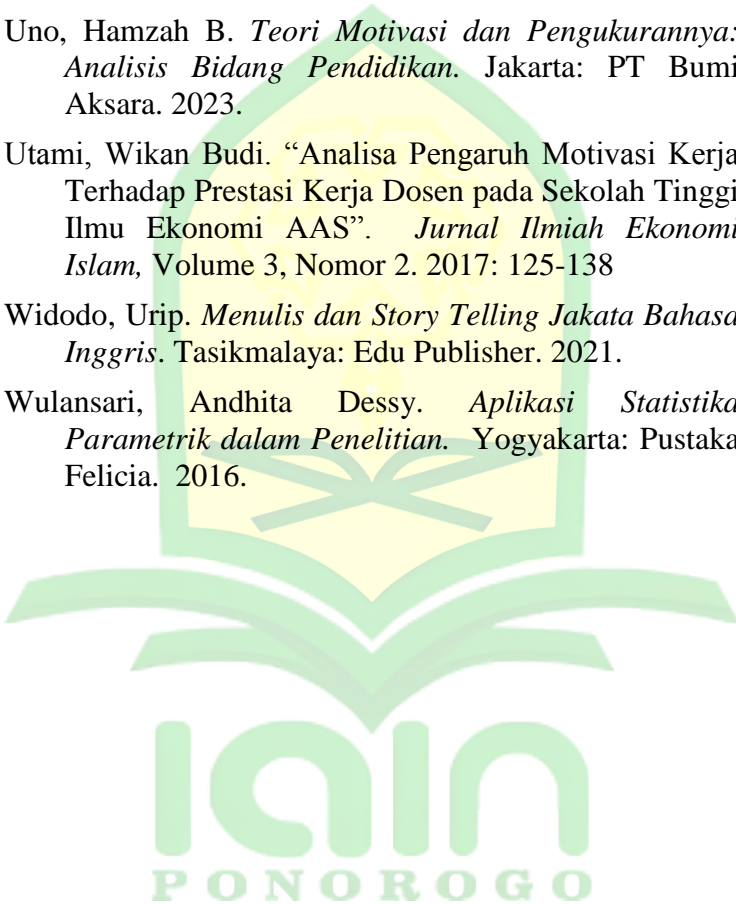 Uno, Hamzah B. Teori Motivasi dan Pengukurannya:
Analisis Bidang Pendidikan. Jakarta: PT Bumi
Aksara. 2023.
Utami, Wikan Budi. “Analisa Pengaruh Motivasi Kerja
Terhadap Prestasi Kerja Dosen pada Sekolah Tinggi
Ilmu Ekonomi AAS”. Jurnal Ilmiah Ekonomi
Islam, Volume 3, Nomor 2. 2017: 125-138
Widodo, Urip. Menulis dan Story Telling Jakata Bahasa
Inggris. Tasikmalaya: Edu Publisher. 2021.
Wulansari, Andhita Dessy. Aplikasi Statistika
Parametrik dalam Penelitian. Yogyakarta: Pustaka
Felicia. 2016.
iain
PONOROGO